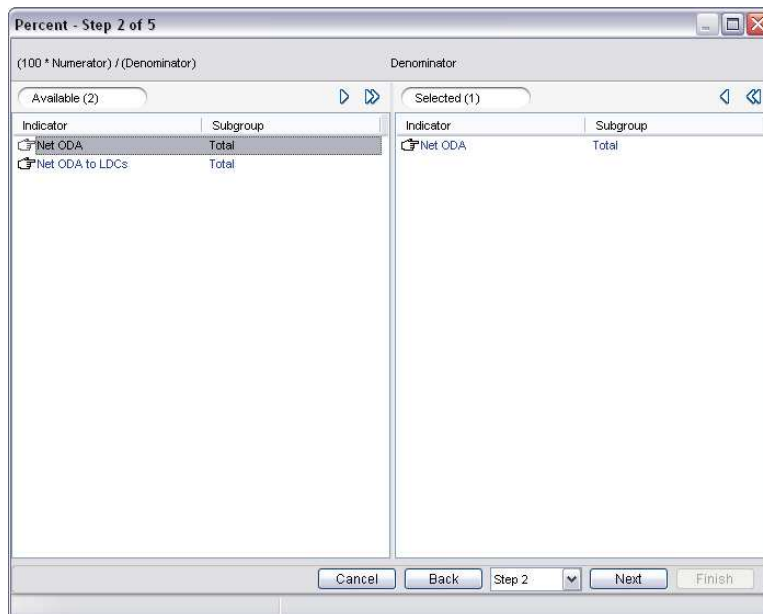 Percent - Step 2 of 5
(100 * Numerator) / (Denominator) Denominator
Available (2) Selected (1)
Indicator Subgroup Indicator Subgroup
Net ODA Total Net ODA Total
Net ODA to LDCs Total
Cancel Back Step 2 Next Finish